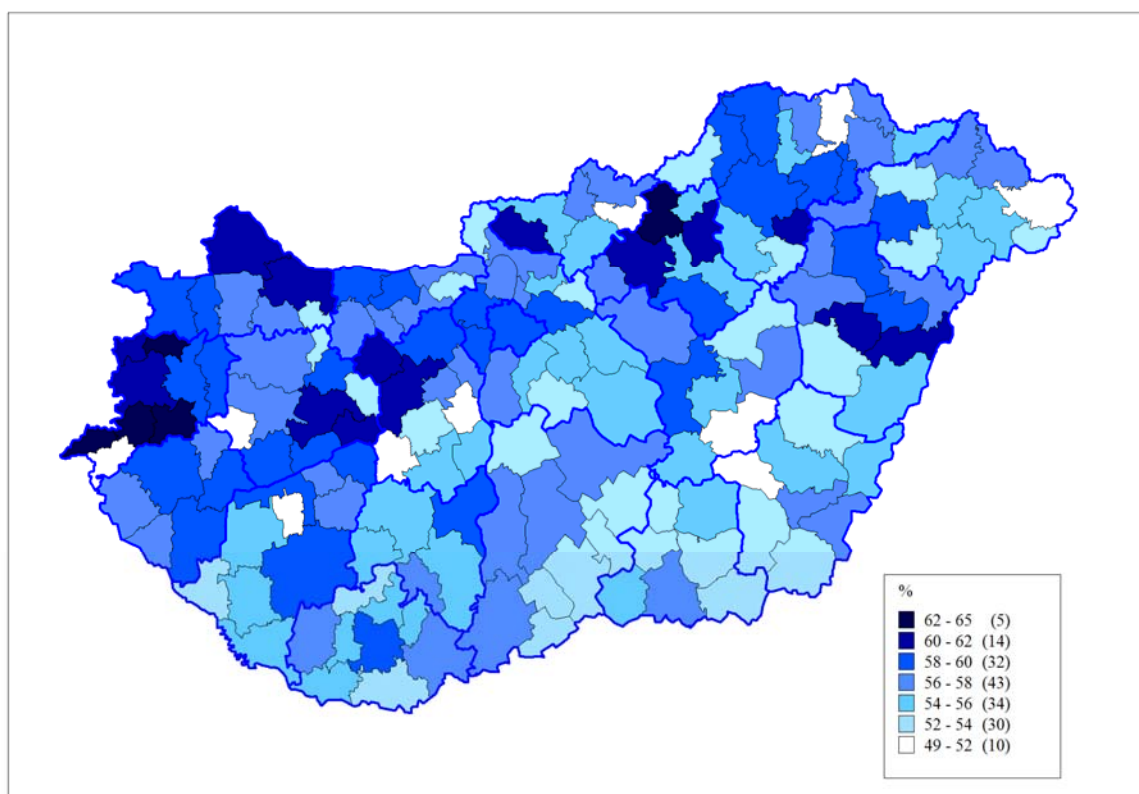 %
62 - 65 (5)
60 - 62 (14)
58 - 60 (32)
56 - 58 (43)
54 - 56 (34)
52 - 54 (30)
49 - 52 (10)